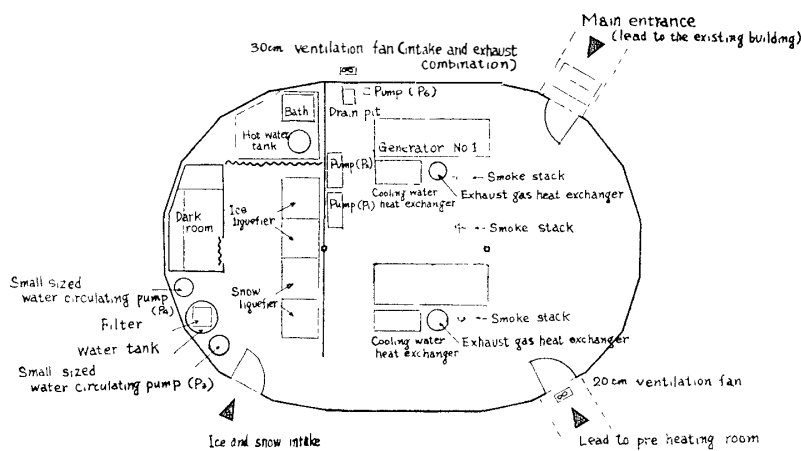 Main entrance
(lead to the existing building)
30cm ventilation fan (intake and exhaust
combination)
Pump (P6)
Bath
Drain pit
Hot water
tank
Generator No 1
Pump (P2)
Smoke stack
Cooling water
heat exchanger
Exhaust gas heat exchanger
Pump (P1)
Dark
room
Ice
liquefier
Smoke stack
Small sized
water circulating pump
(P4)
Snow
liquefier
Filter
Smoke stack
Cooling water
heat exchanger
Exhaust gas heat exchanger
Water tank
Small sized
water circulating pump (P3)
20cm ventilation fan
Ice and snow intake
Lead to pre heating room